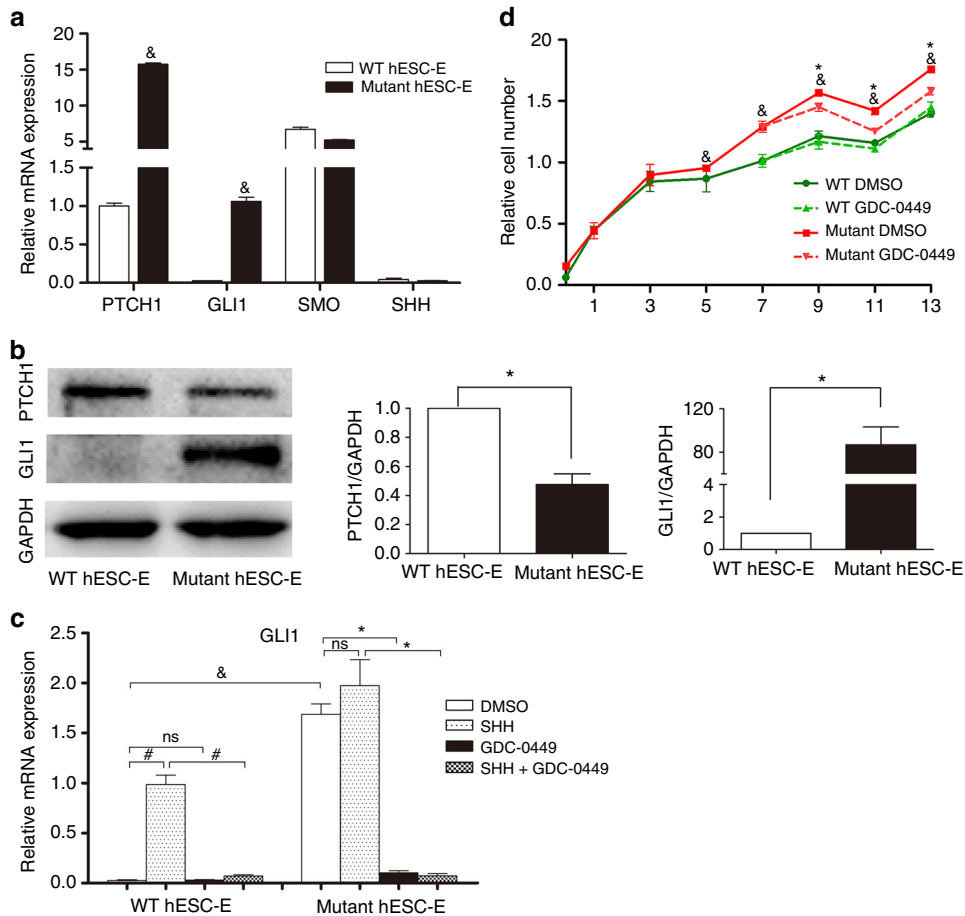 a
Relative mRNA expression
20
15
10
5
1.0
0.5
0.0
&
&
WT hESC-E
Mutant hESC-E
PTCH1 GLI1 SMO SHH
d
Relative cell number
20
1.5
1.0
0.5
0.0
* *
& & & * & &
WT DMSO
WT GDC-0449
Mutant DMSO
Mutant GDC-0449
1 3 5 7 9 11 13
b
PTCH1
GLI1
GAPDH
WT hESC-E Mutant hESC-E
PTCH1/GAPDH
1.0
0.8
0.6
0.4
0.2
0.0
*
WT hESC-E Mutant hESC-E
GLI1/GAPDH
120
80
40
4
2
0
*
WT hESC-E Mutant hESC-E
c
GLI1
Relative mRNA expression
2.5
2.0
1.5
1.0
0.5
0.0
&
ns
# #
*
ns *
DMSO
SHH
GDC-0449
SHH + GDC-0449
WT hESC-E Mutant hESC-E